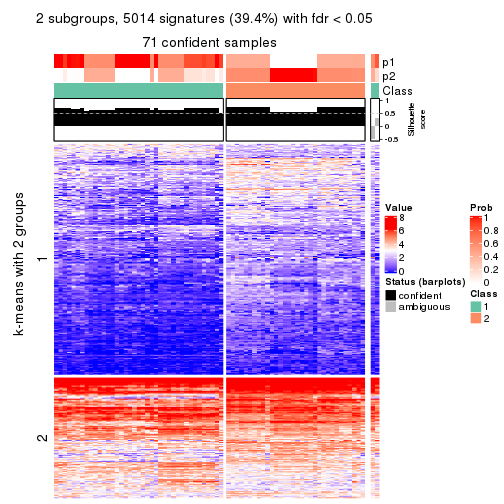 2 subgroups, 5014 signatures (39.4%) with fdr < 0.05
71 confident samples
p1
p2
Class
1
0.5
0
-0.5
Silhouette
score
k-means with 2 groups
1
2
Value
8
6
4
2
0
Status (barplots)
confident
ambiguous
Prob
1
0.8
0.6
0.4
0.2
0
Class
1
2